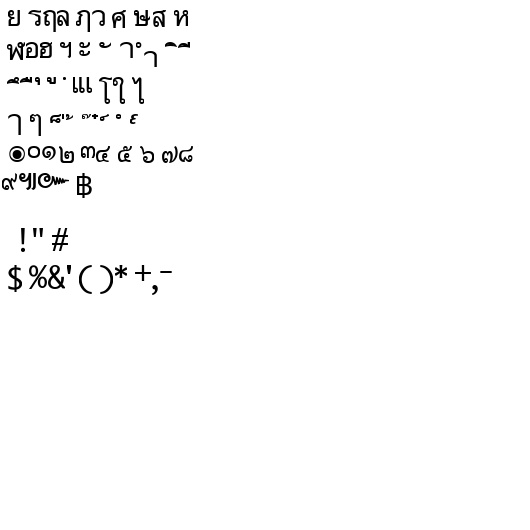 ย รฤล ฦว ศ ษส ห
ฬอฮ ฯ ะ ั า ำ ิ ี
ึ ื ุ ู ฺ เแ โใ ไ
ๅ ๆ ็ ่ ้ ๊ ๋ ์ ํ ๎
๏๐๑๒ ๓๔ ๕ ๖ ๗๘
๙๚๛ ฿
! " #
$ %&'( )* +,-